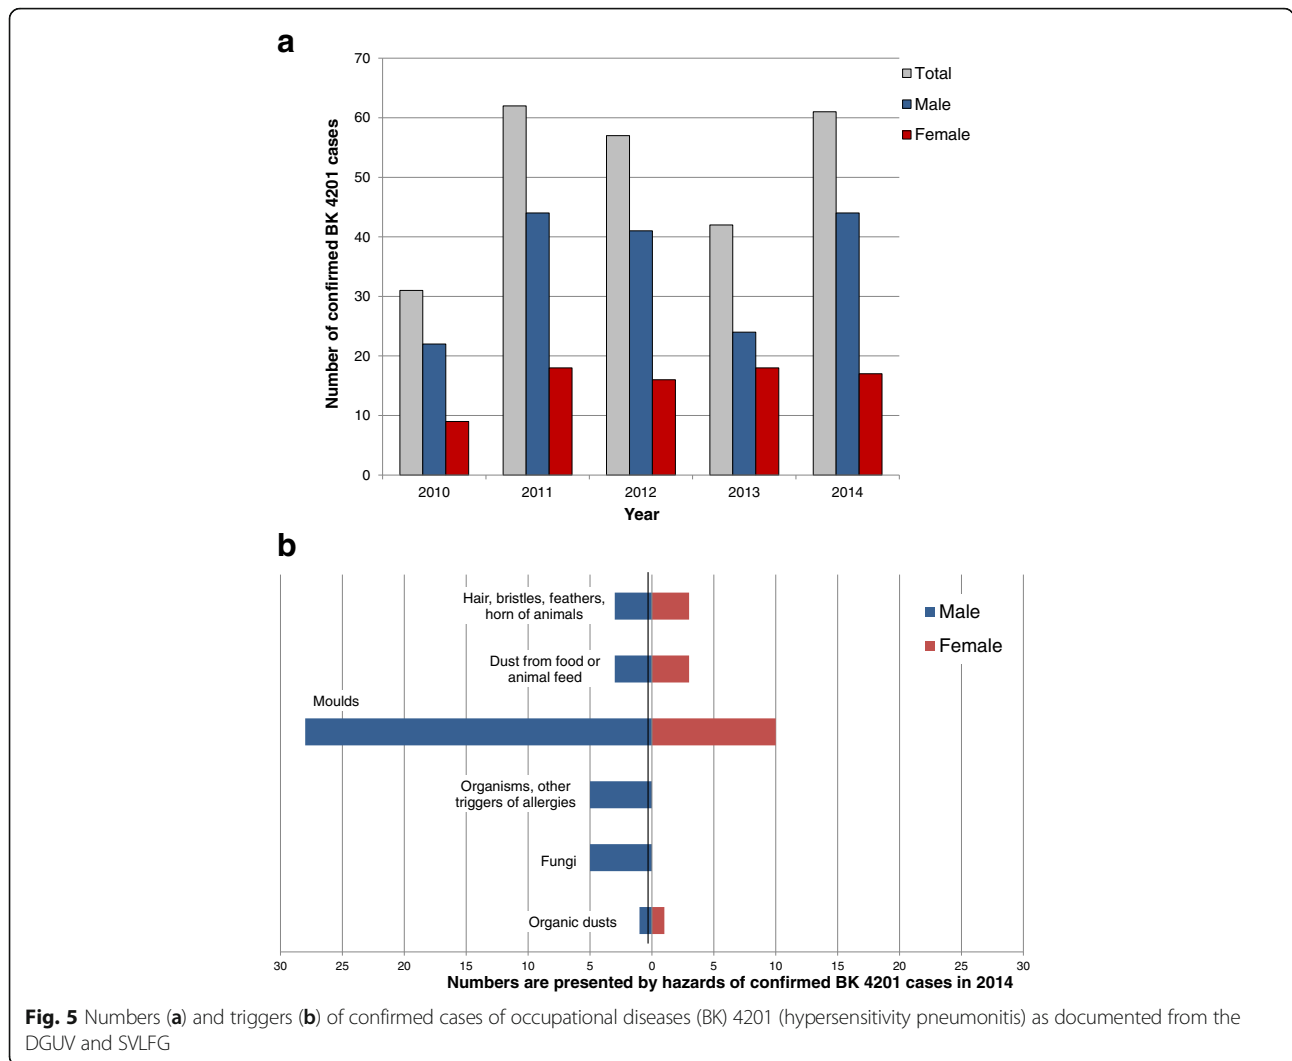 a
70
60
50
40
30
20
10
0
Number of confirmed BK 4201 cases
2010
2011
2012
2013
2014
Year
Total
Male
Female
b
Hair, bristles, feathers,
horn of animals
Dust from food or
animal feed
Moulds
Organisms, other
triggers of allergies
Fungi
Organic dusts
Male
Female
30 25 20 15 10 5 0 5 10 15 20 25 30
Numbers are presented by hazards of confirmed BK 4201 cases in 2014
Fig. 5 Numbers (a) and triggers (b) of confirmed cases of occupational diseases (BK) 4201 (hypersensitivity pneumonitis) as documented from the
DGUV and SVLFG